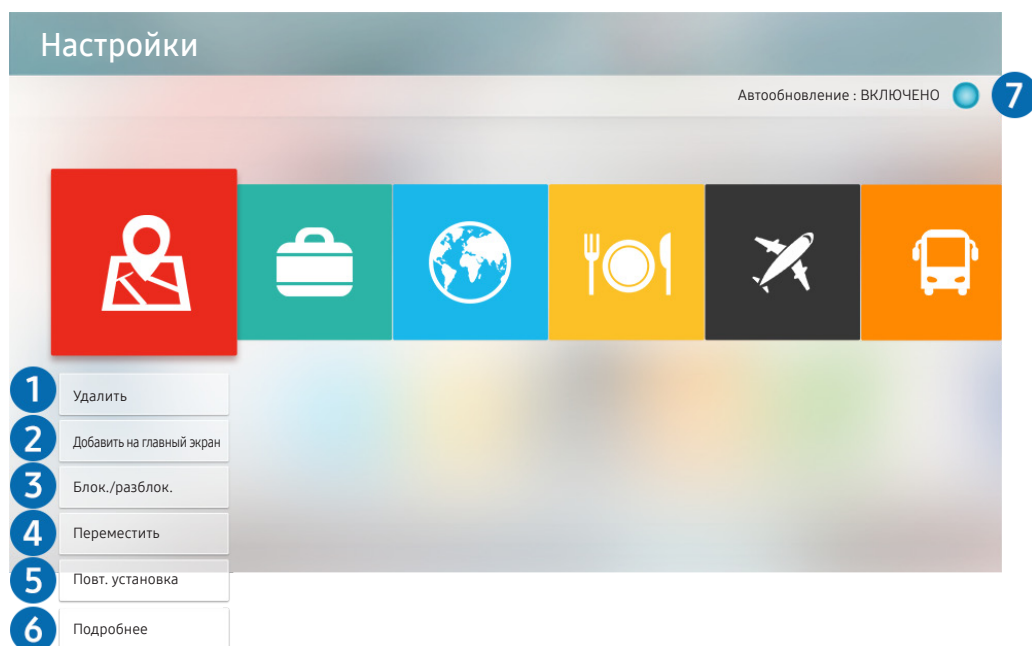 Настройки
Автообновление : ВКЛЮЧЕНО 7
1 Удалить
2 Добавить на главный экран
3 Блок./разблок.
4 Переместить
5 Повт. установка
6 Подробнее